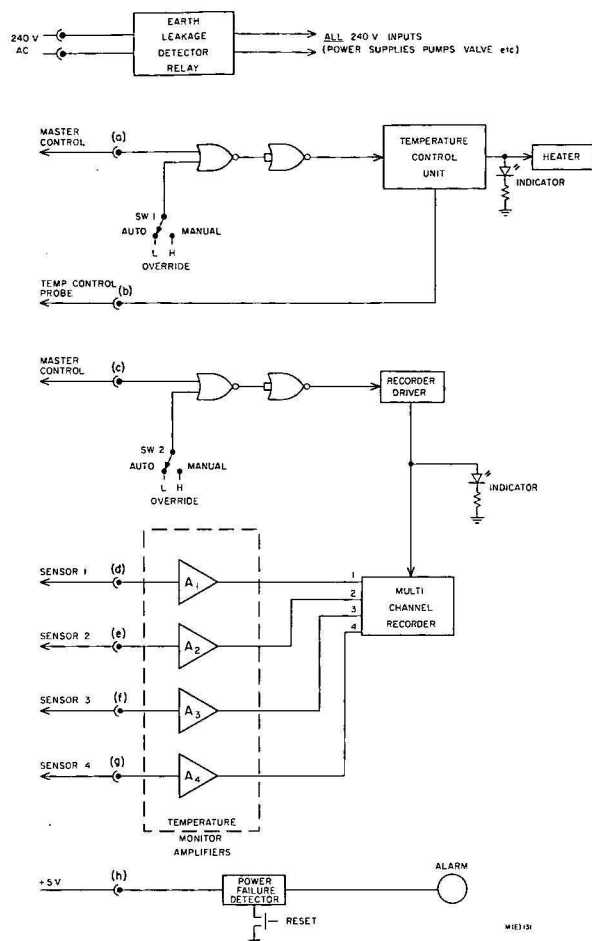 240 V
AC
EARTH
LEAKAGE
DETECTOR
RELAY
ALL 240 V INPUTS
(POWER SUPPLIES PUMPS VALVE etc)
MASTER
CONTROL
(a)
SW 1
AUTO
MANUAL
L H
OVERRIDE
TEMPERATURE
CONTROL
UNIT
HEATER
INDICATOR
TEMP CONTROL
PROBE
(b)
MASTER
CONTROL
(c)
SW 2
AUTO
MANUAL
L H
OVERRIDE
RECORDER
DRIVER
INDICATOR
SENSOR 1
(d)
A1
1
SENSOR 2
(e)
A2
2
SENSOR 3
(f)
A3
3
SENSOR 4
(g)
A4
4
MULTI
CHANNEL
RECORDER
TEMPERATURE
MONITOR
AMPLIFIERS
+5V
(h)
POWER
FAILURE
DETECTOR
RESET
ALARM
M(E)131